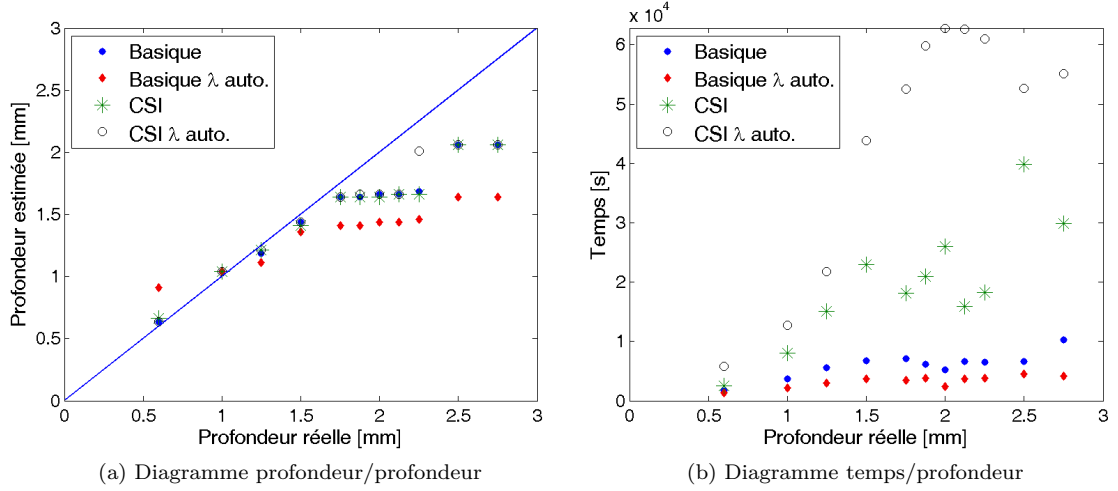 3
2.5
2
1.5
1
0.5
0
Profondeur estimée [mm]
Basique
Basique λ auto.
CSI
CSI λ auto.
0
0.5
1
1.5
2
2.5
3
Profondeur réelle [mm]
(a) Diagramme profondeur/profondeur
x 10⁴
6
5
4
3
2
1
0
Temps [s]
Basique
Basique λ auto.
CSI
CSI λ auto.
0
0.5
1
1.5
2
2.5
3
Profondeur réelle [mm]
(b) Diagramme temps/profondeur